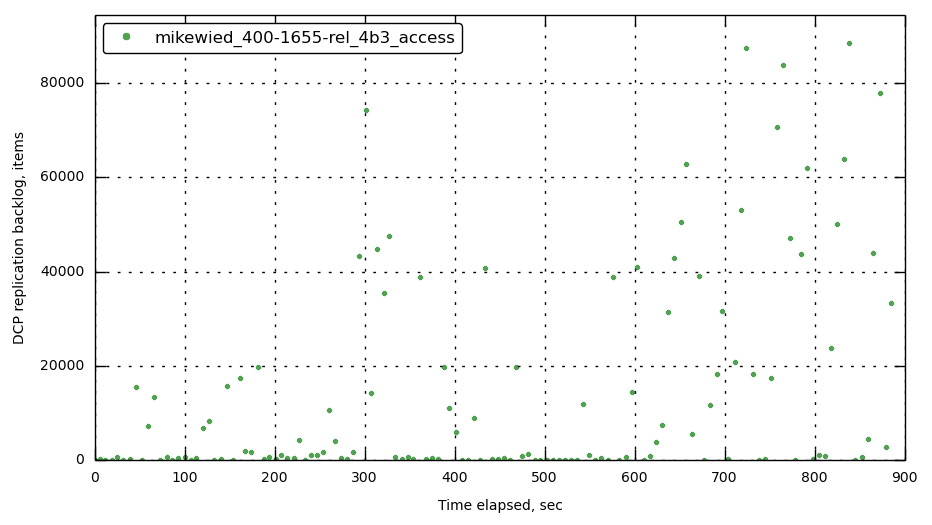 mikewied_400-1655-rel_4b3_access
DCP replication backlog, items
80000
60000
40000
20000
0
0 100 200 300 400 500 600 700 800 900
Time elapsed, sec